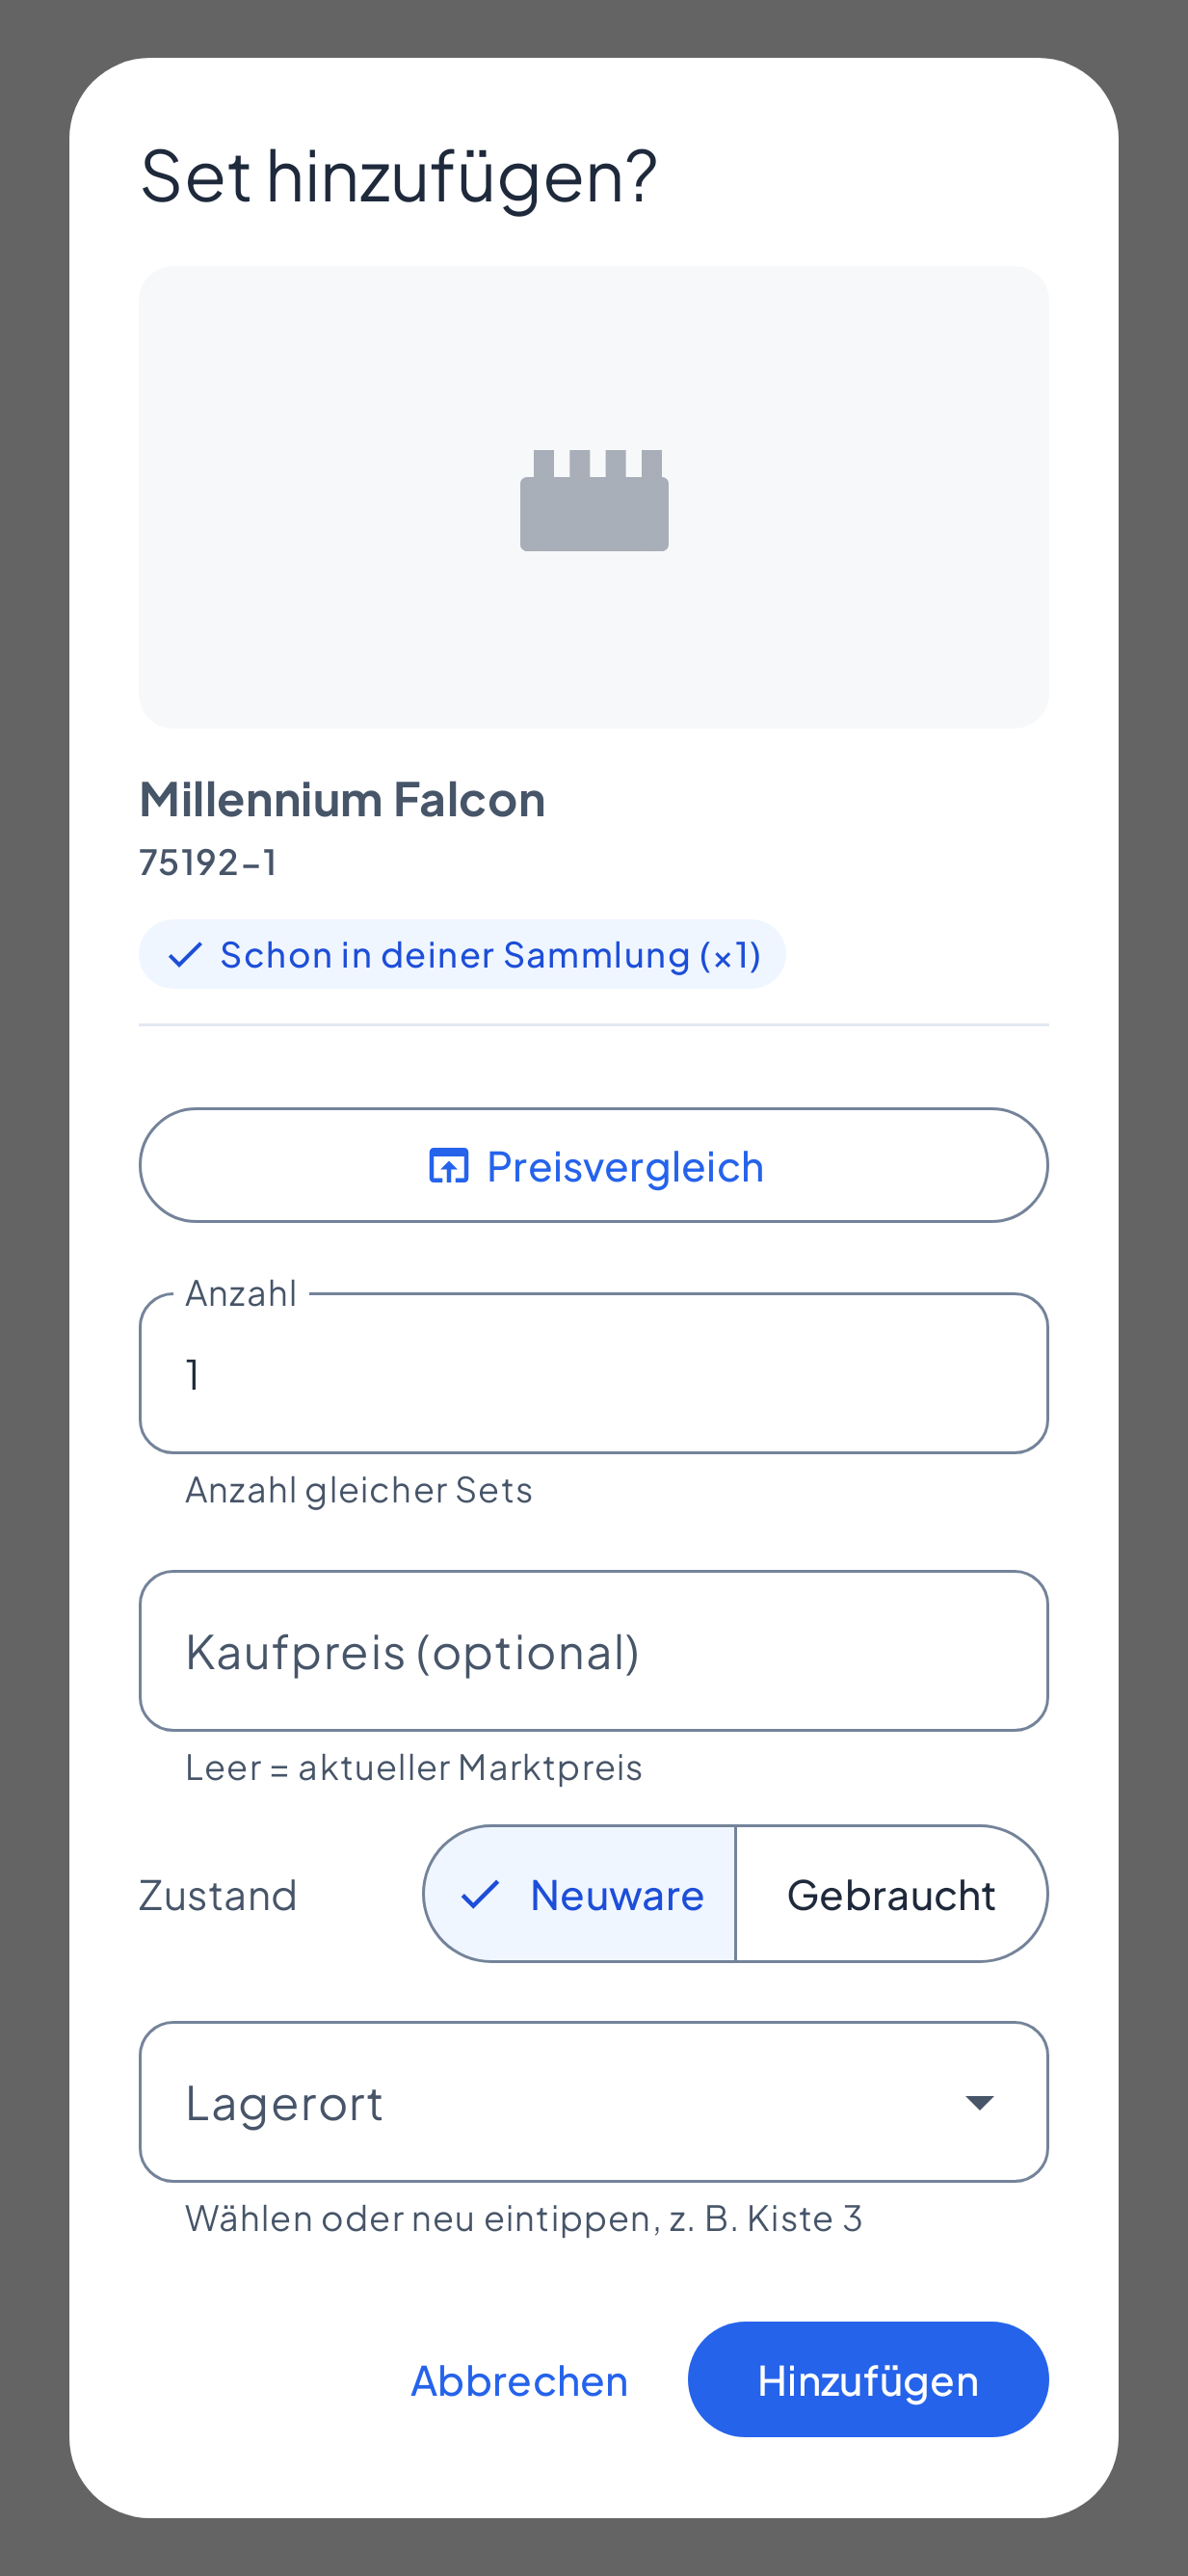 Set hinzufügen?
Millennium Falcon
75192-1
Schon in deiner Sammlung (×1)
Preisvergleich
Anzahl
1
Anzahl gleicher Sets
Kaufpreis (optional)
Leer = aktueller Marktpreis
Zustand Neuware Gebraucht
Lagerort
Wählen oder neu eintippen, z. B. Kiste 3
Abbrechen Hinzufügen